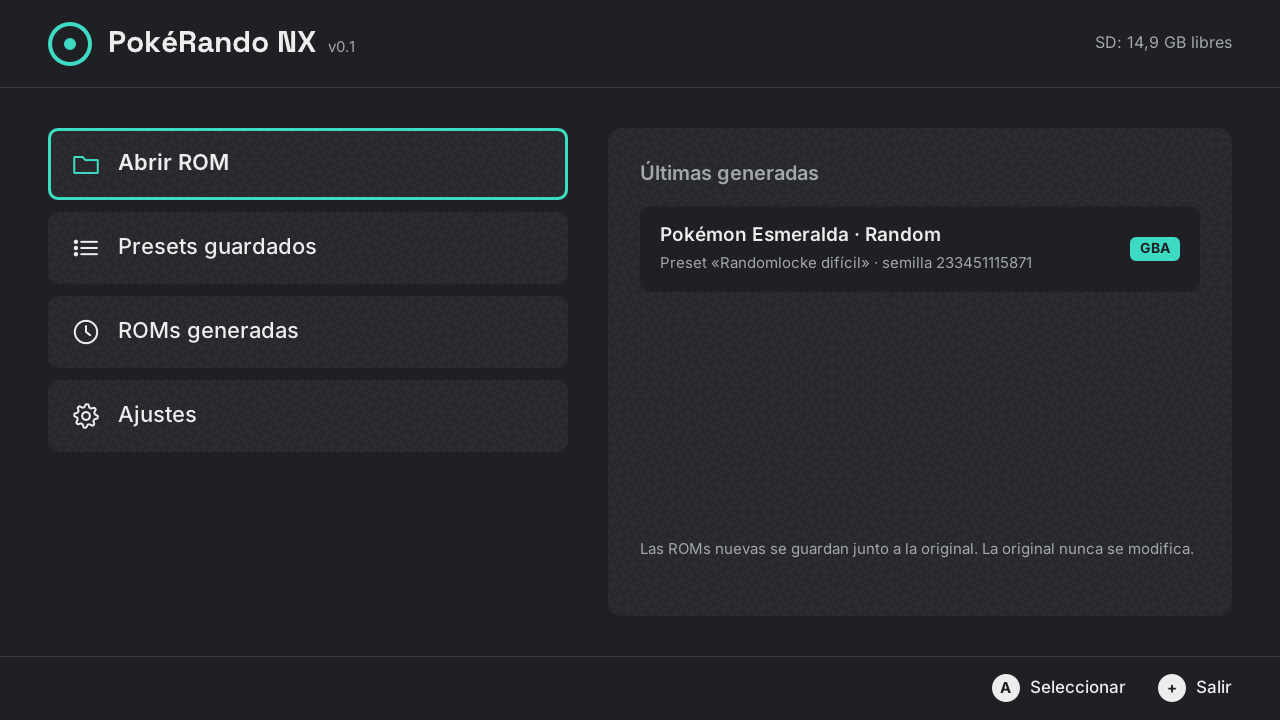 PokéRando NX v0.1
SD: 14,9 GB libres
Abrir ROM
Presets guardados
ROMs generadas
Ajustes
Últimas generadas
Pokémon Esmeralda · Random
Preset «Randomlocke difícil» · semilla 233451115871
GBA
Las ROMs nuevas se guardan junto a la original. La original nunca se modifica.
A Seleccionar
+ Salir